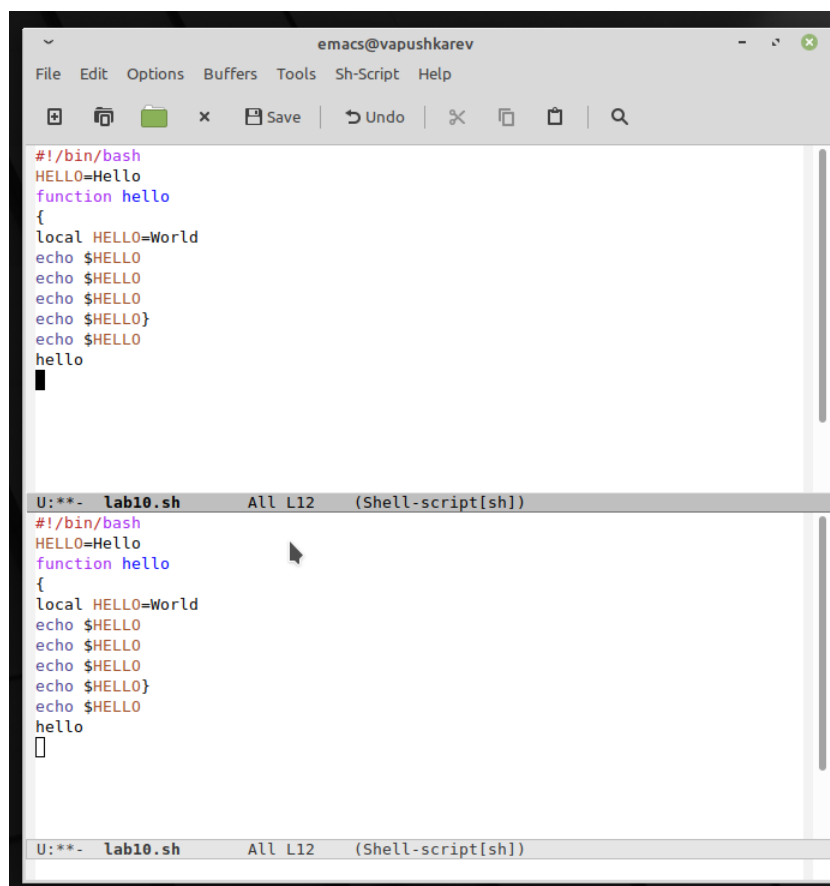 emacs@vapushkarev
File Edit Options Buffers Tools Sh-Script Help
Save Undo
#!/bin/bash
HELLO=Hello
function hello
{
local HELLO=World
echo $HELLO
echo $HELLO
echo $HELLO
echo $HELLO}
echo $HELLO
hello
U:**- lab10.sh All L12 (Shell-script[sh])
#!/bin/bash
HELLO=Hello
function hello
{
local HELLO=World
echo $HELLO
echo $HELLO
echo $HELLO
echo $HELLO}
echo $HELLO
hello
U:**- lab10.sh All L12 (Shell-script[sh])